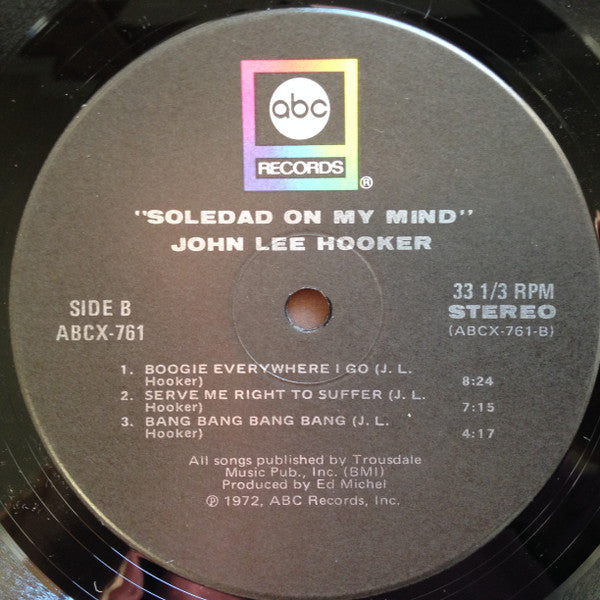 abc
RECORDS
®
"SOLEDAD ON MY MIND"
JOHN LEE HOOKER
SIDE B
ABCX-761
33 1/3 RPM
STEREO
(ABCX-761-B)
1. BOOGIE EVERYWHERE I GO (J. L.
Hooker) 8:24
2. SERVE ME RIGHT TO SUFFER (J. L.
Hooker) 7:15
3. BANG BANG BANG BANG (J. L.
Hooker) 4:17
All songs published by Trousdale
Music Pub., Inc. (BMI)
Produced by Ed Michel
℗ 1972, ABC Records, Inc.